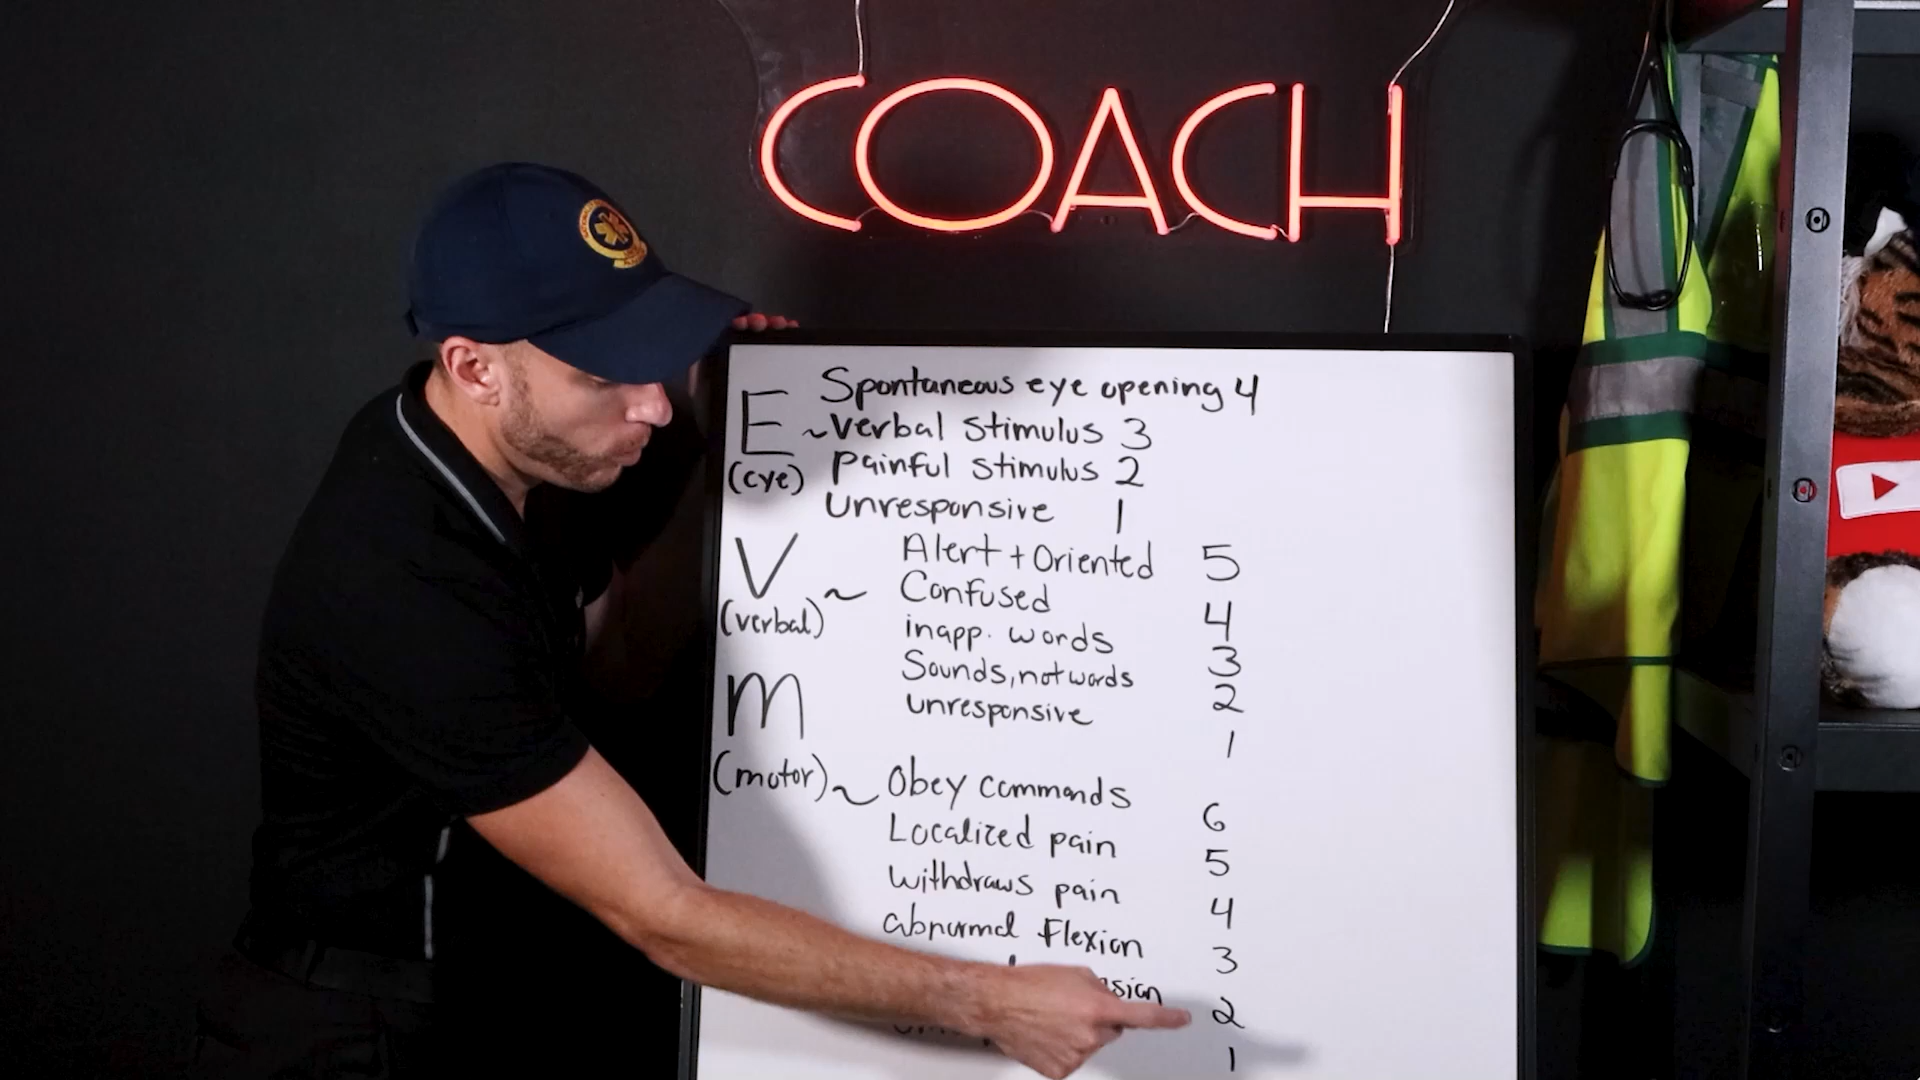 COACH
E Spontaneous eye opening 4
~verbal stimulus 3
(eye) painful stimulus 2
Unresponsive 1
V Alert + Oriented 5
(verbal) ~ Confused 4
inapp. words 3
Sounds, not words 2
unresponsive 1
M
(motor) ~ Obey commands 6
Localized pain 5
withdraws pain 4
abnormal Flexion 3
2
1